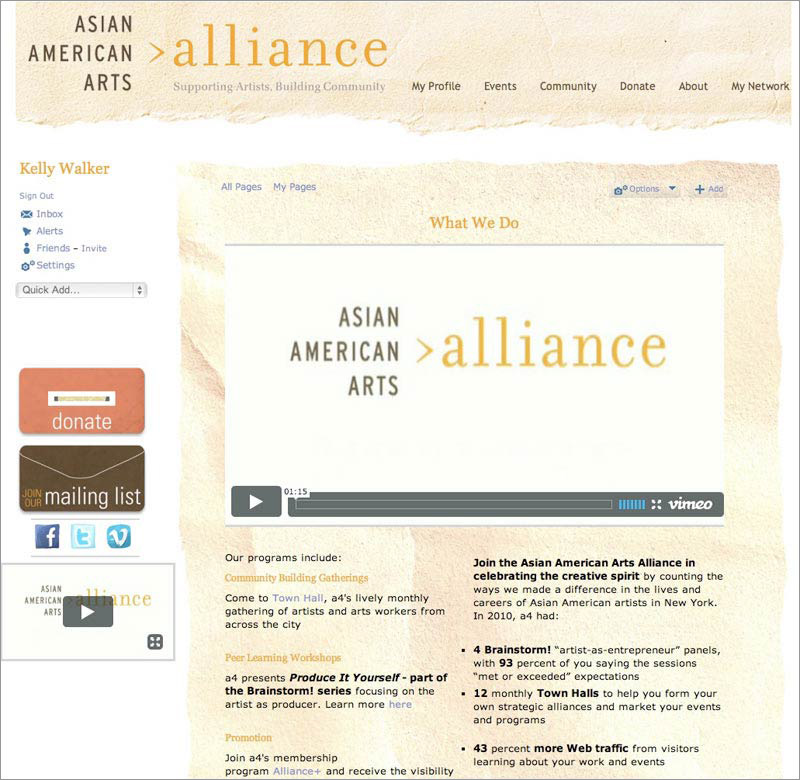 ASIAN
AMERICAN
ARTS
>alliance
Supporting Artists, Building Community
My Profile Events Community Donate About My Network
Kelly Walker
Sign Out
Inbox
Alerts
Friends – Invite
Settings
Quick Add...
donate
JOIN
OUR
mailing list
ASIAN
AMERICAN
ARTS
>alliance
All Pages My Pages
Options Add
What We Do
ASIAN
AMERICAN
ARTS
>alliance
01:15
vimeo
Our programs include:
Community Building Gatherings
Come to Town Hall, a4's lively monthly
gathering of artists and arts workers from
across the city
Peer Learning Workshops
a4 presents Produce It Yourself - part of
the Brainstorm! series focusing on the
artist as producer. Learn more here
Promotion
Join a4's membership
program Alliance+ and receive the visibility
Join the Asian American Arts Alliance in
celebrating the creative spirit by counting the
ways we made a difference in the lives and
careers of Asian American artists in New York.
In 2010, a4 had:
4 Brainstorm! “artist-as-entrepreneur” panels,
with 93 percent of you saying the sessions
“met or exceeded” expectations
12 monthly Town Halls to help you form your
own strategic alliances and market your events
and programs
43 percent more Web traffic from visitors
learning about your work and events